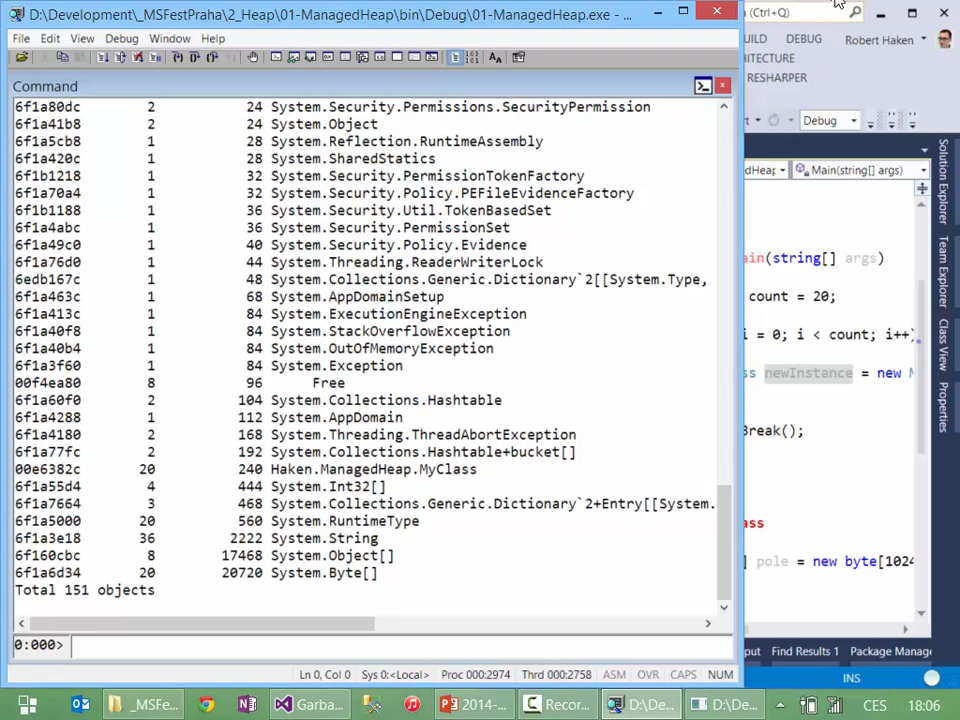 D:\Development\_MSFestPraha\2_Heap\01-ManagedHeap\bin\Debug\01-ManagedHeap.exe - ...
(Ctrl+Q)
File Edit View Debug Window Help
UILD DEBUG
Robert Haken
HITECTURE
RESHARPER
Command
6f1a80dc 2 24 System.Security.Permissions.SecurityPermission
6f1a41b8 2 24 System.Object
6f1a5cb8 1 28 System.Reflection.RuntimeAssembly
6f1a420c 1 28 System.SharedStatics
6f1b1218 1 32 System.Security.PermissionTokenFactory
6f1a70a4 1 32 System.Security.Policy.PEFileEvidenceFactory
6f1b1188 1 36 System.Security.Util.TokenBasedSet
6f1a4abc 1 36 System.Security.PermissionSet
6f1a49c0 1 40 System.Security.Policy.Evidence
6f1a76d0 1 44 System.Threading.ReaderWriterLock
6edb167c 1 48 System.Collections.Generic.Dictionary`2[[System.Type,
6f1a463c 1 68 System.AppDomainSetup
6f1a413c 1 84 System.ExecutionEngineException
6f1a40f8 1 84 System.StackOverflowException
6f1a40b4 1 84 System.OutOfMemoryException
6f1a3f60 1 84 System.Exception
00f4ea80 8 96 Free
6f1a60f0 2 104 System.Collections.Hashtable
6f1a4288 1 112 System.AppDomain
6f1a4180 2 168 System.Threading.ThreadAbortException
6f1a77fc 2 192 System.Collections.Hashtable+bucket[]
00e6382c 20 240 Haken.ManagedHeap.MyClass
6f1a55d4 4 444 System.Int32[]
6f1a7664 3 468 System.Collections.Generic.Dictionary`2+Entry[[System.
6f1a5000 20 560 System.RuntimeType
6f1a3e18 36 2222 System.String
6f160cbc 8 17468 System.Object[]
6f1a6d34 20 20720 System.Byte[]
Total 151 objects
0:000>
Ln 0, Col 0 Sys 0:<Local> Proc 000:2974 Thrd 000:2758 ASM OVR CAPS NUM
rt Debug
Heap Main(string[] args)
ain(string[] args)
count = 20;
i = 0; i < count; i++)
ss newInstance = new M
Break();
ass
] pole = new byte[1024
Solution Explorer
Team Explorer
Class View
Properties
put Find Results 1 Package Manage
INS
_MSFe... Garba... 2014-... Recor... D:\De... D:\De... CES 18:06